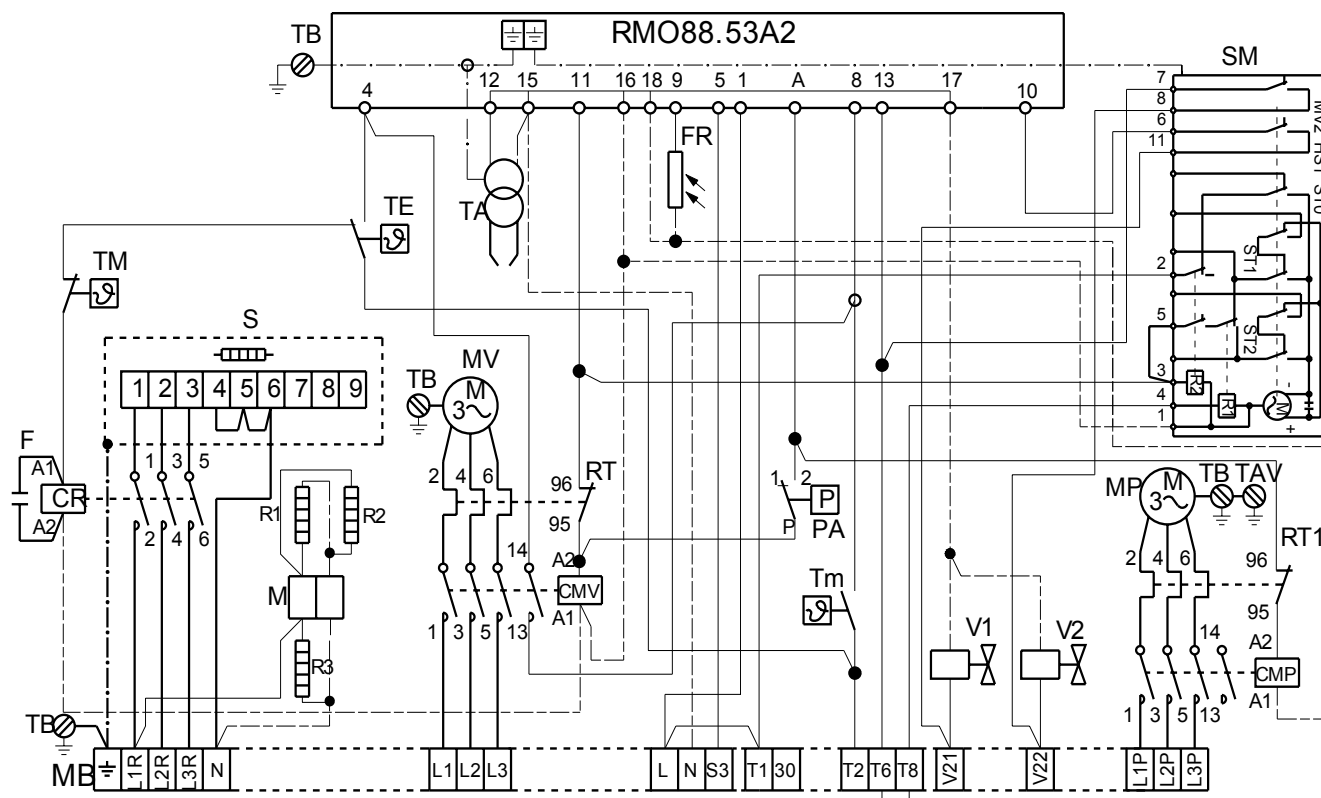 RMO88.53A2
TB
SM
4 12 15 11 16 18 9 5 1 A 8 13 17 10
7
8
6
11
2
5
3
4
1
MV2 HS1 ST0
ST1
ST2
R2
R1
M
- +
FR
TA
TE
TM
S
1 2 3 4 5 6 7 8 9
MV
TB
M
3
F
A1
CR
A2
1 3 5
2 4 6
R1
R2
M
R3
2 4 6
96
RT
95
14
A2
CMV
A1
1 3 5 13
1 2
P
P
PA
Tm
V1
V2
MP
M
3
TB TAV
2 4 6
96
RT1
95
14
A2
CMP
A1
1 3 5 13
TB
MB
L1R L2R L3R N
L1 L2 L3
L N S3 T1 30
T2 T6 T8
V21
V22
L1P L2P L3P